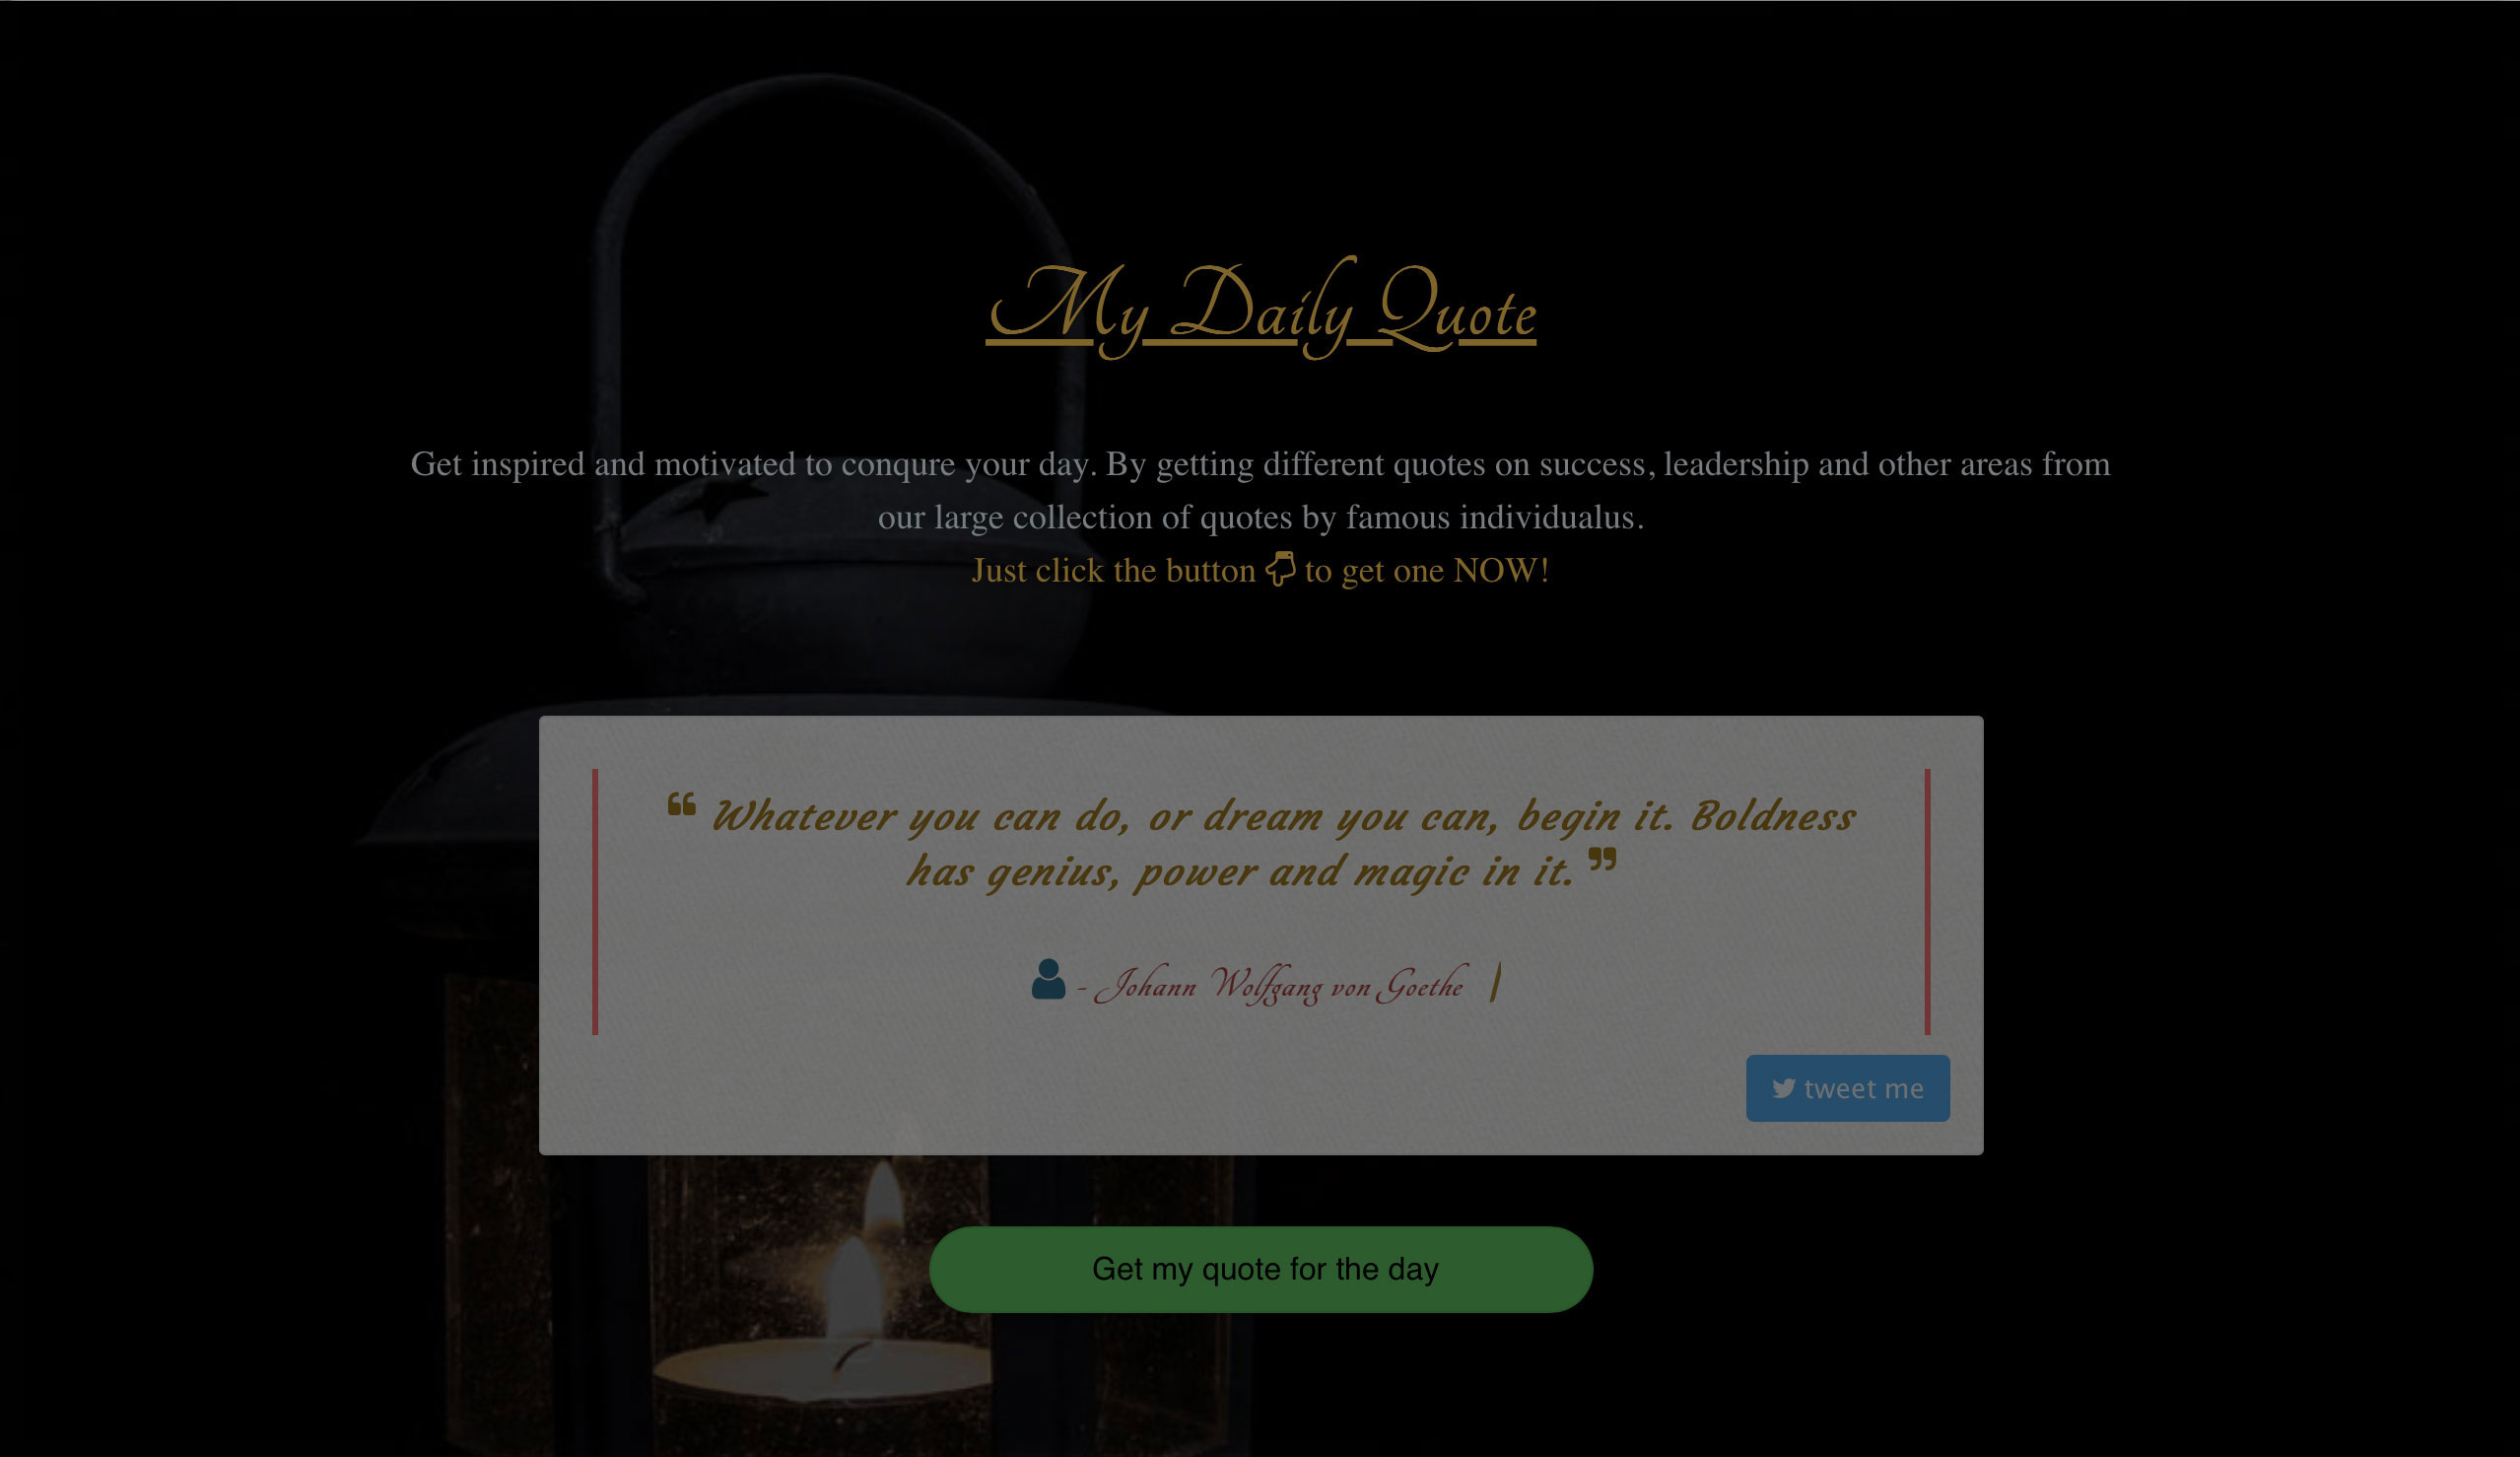 My Daily Quote
Get inspired and motivated to conqure your day. By getting different quotes on success, leadership and other areas from
our large collection of quotes by famous individualus.
Just click the button to get one NOW!
“ Whatever you can do, or dream you can, begin it. Boldness
has genius, power and magic in it. ”
- Johann Wolfgang von Goethe |
tweet me
Get my quote for the day